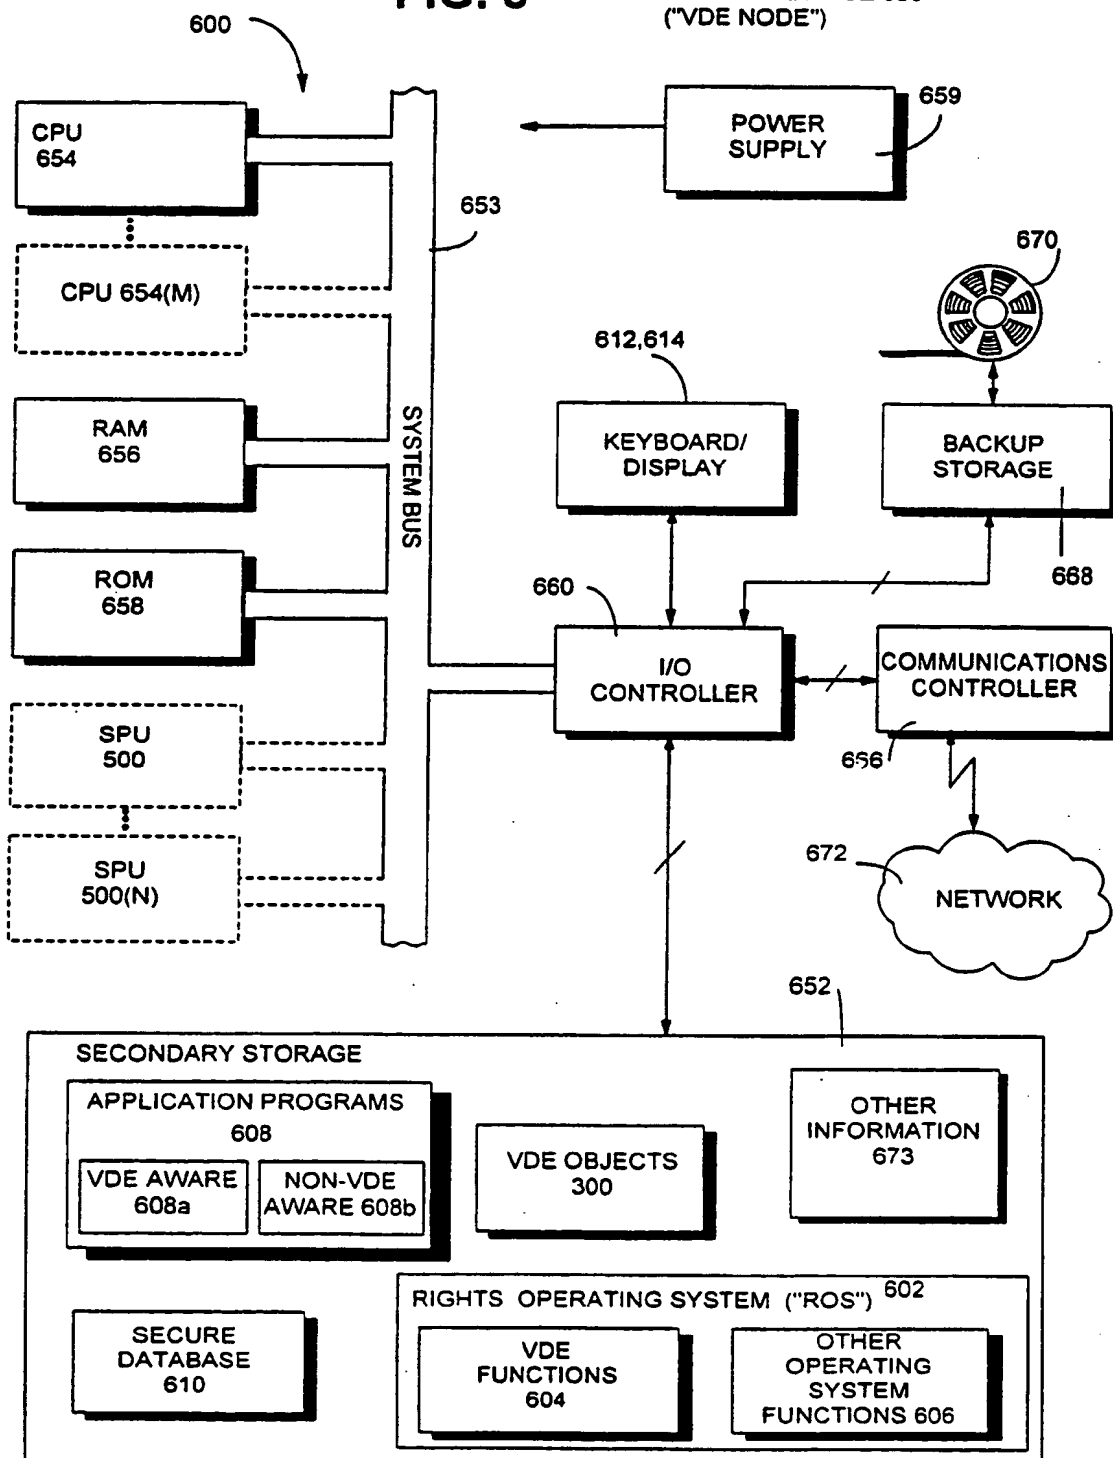 ("VDE NODE")
600
CPU
654
POWER
SUPPLY
659
653
CPU 654(M)
670
612,614
RAM
656
SYSTEM BUS
KEYBOARD/
DISPLAY
BACKUP
STORAGE
668
ROM
658
660
I/O
CONTROLLER
COMMUNICATIONS
CONTROLLER
666
SPU
500
SPU
500(N)
672
NETWORK
652
SECONDARY STORAGE
APPLICATION PROGRAMS
608
VDE AWARE
608a
NON-VDE
AWARE 608b
VDE OBJECTS
300
OTHER
INFORMATION
673
RIGHTS OPERATING SYSTEM ("ROS") 602
SECURE
DATABASE
610
VDE
FUNCTIONS
604
OTHER
OPERATING
SYSTEM
FUNCTIONS 606